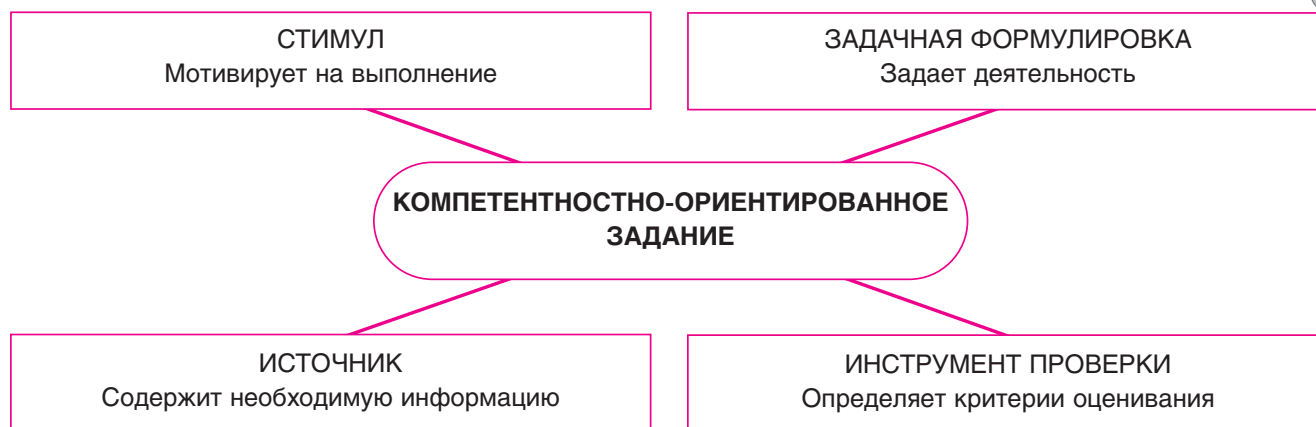 СТИМУЛ
Мотивирует на выполнение
ЗАДАЧНАЯ ФОРМУЛИРОВКА
Задает деятельность
КОМПЕТЕНТНОСТНО-ОРИЕНТИРОВАННОЕ
ЗАДАНИЕ
ИСТОЧНИК
Содержит необходимую информацию
ИНСТРУМЕНТ ПРОВЕРКИ
Определяет критерии оценивания